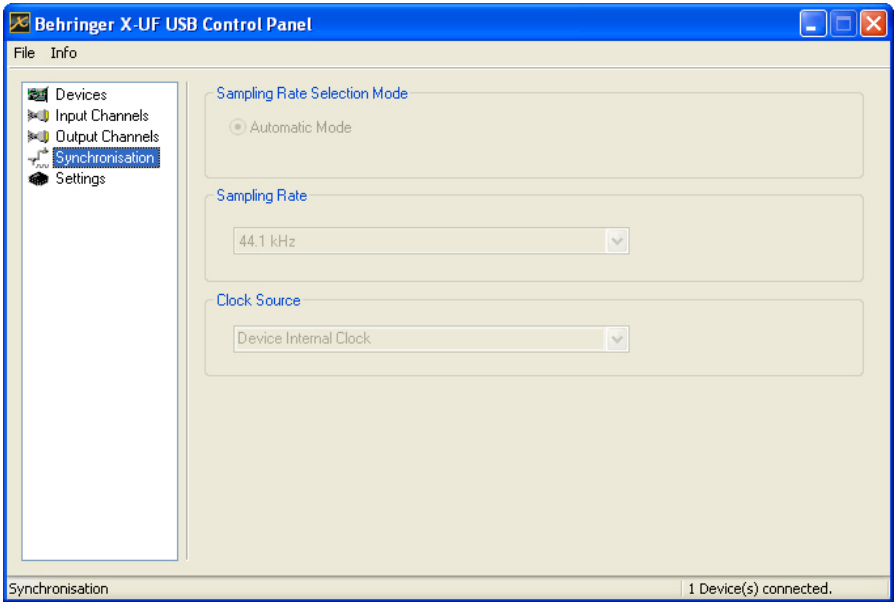 Behringer X-UF USB Control Panel
File Info
Devices
Input Channels
Output Channels
Synchronisation
Settings
Sampling Rate Selection Mode
Automatic Mode
Sampling Rate
44.1 kHz
Clock Source
Device Internal Clock
Synchronisation
1 Device(s) connected.